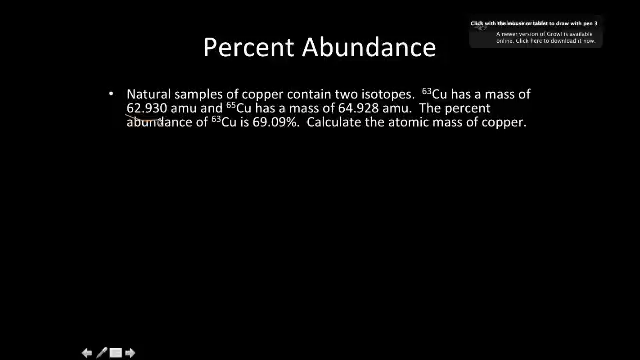 Percent Abundance
Click with the mouse or tablet to draw with pen 3
A newer version of Growl is available
online. Click here to download it now.
• Natural samples of copper contain two isotopes. ⁶³Cu has a mass of
62.930 amu and ⁶⁵Cu has a mass of 64.928 amu. The percent
abundance of ⁶³Cu is 69.09%. Calculate the atomic mass of copper.